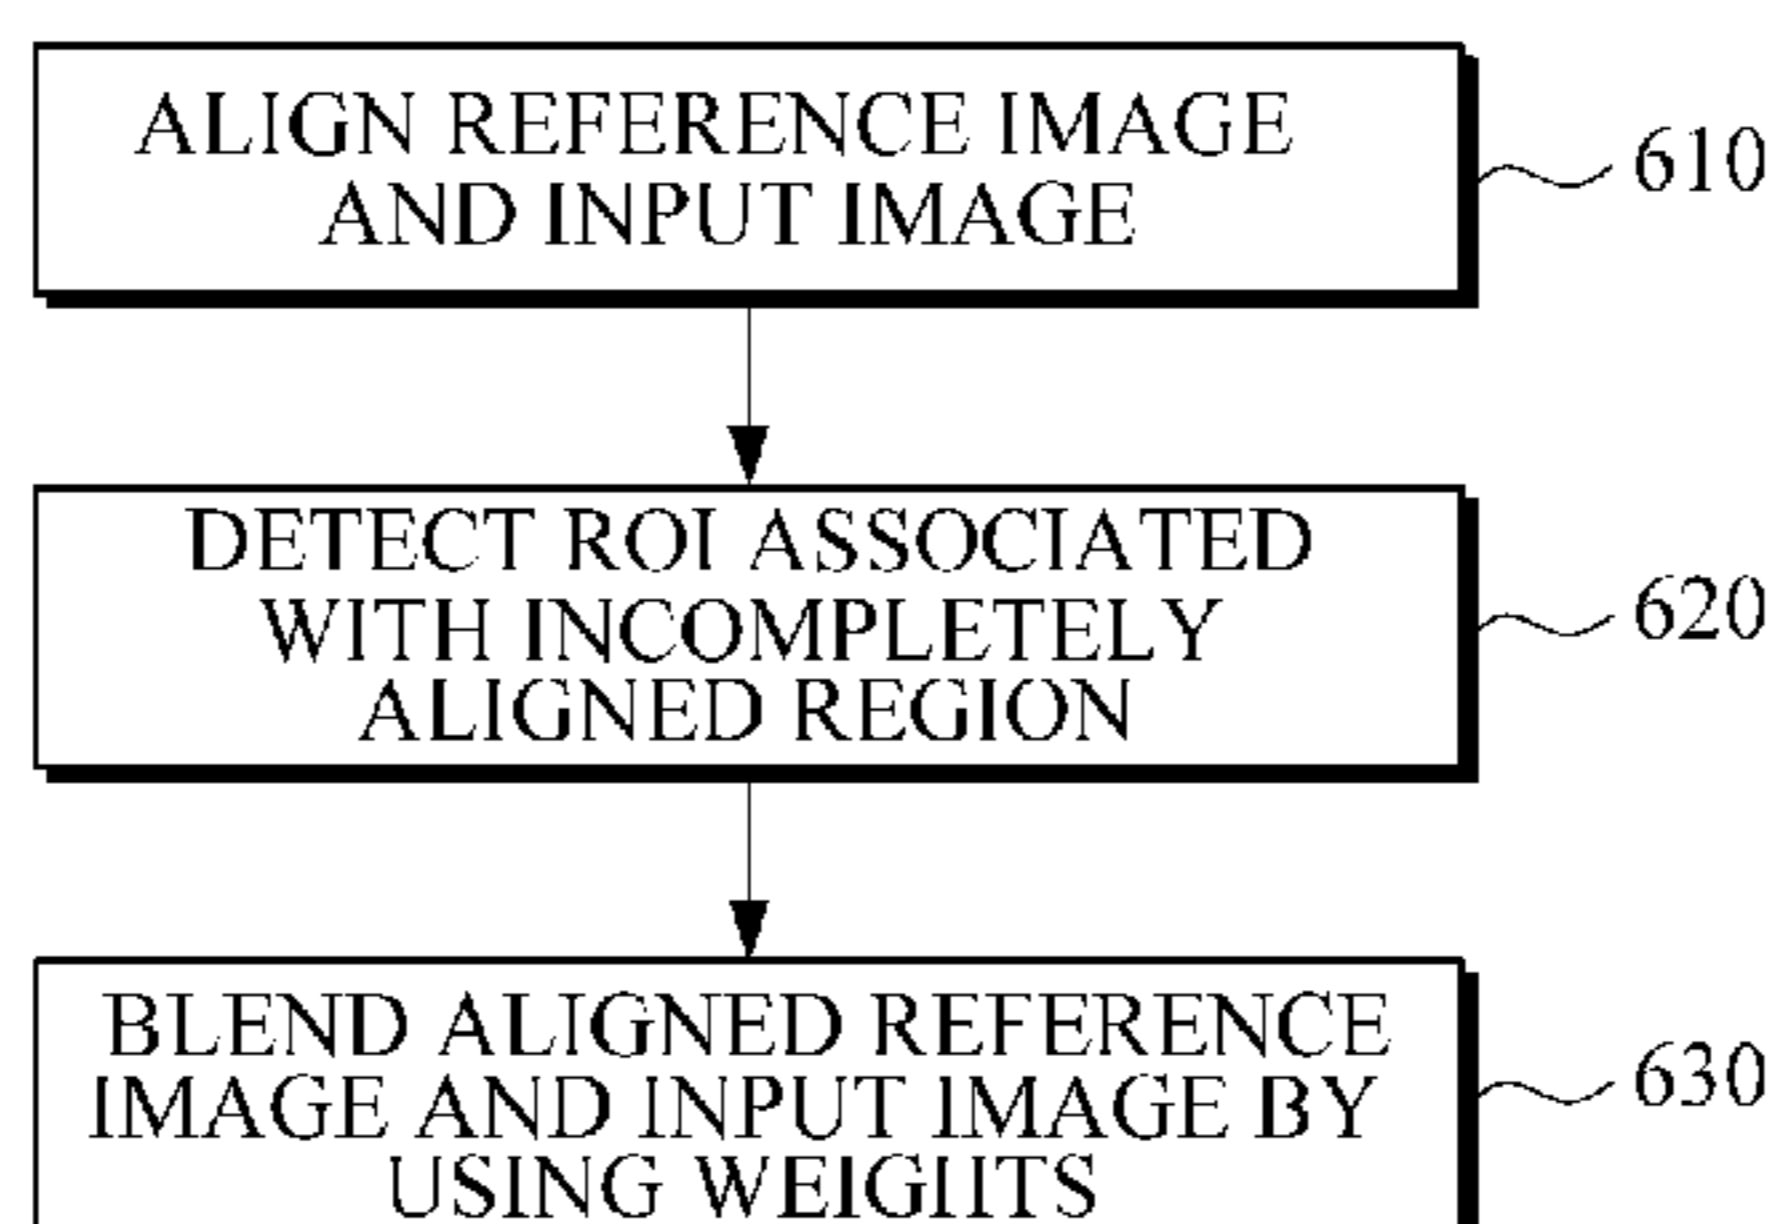 ALIGN REFERENCE IMAGE
AND INPUT IMAGE
610
DETECT ROI ASSOCIATED
WITH INCOMPLETELY
ALIGNED REGION
620
BLEND ALIGNED REFERENCE
IMAGE AND INPUT IMAGE BY
USING WEIGHTS
630